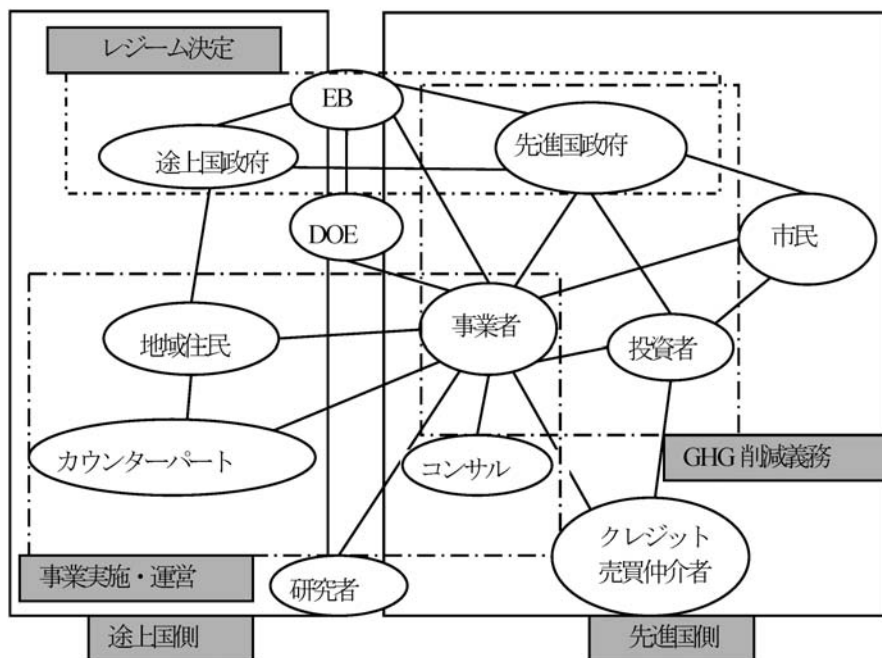 レジーム決定
EB
途上国政府
先進国政府
DOE
市民
事業者
地域住民
投資者
カウンターパート
コンサル
GHG 削減義務
クレジット
売買仲介者
事業実施・運営
研究者
途上国側
先進国側